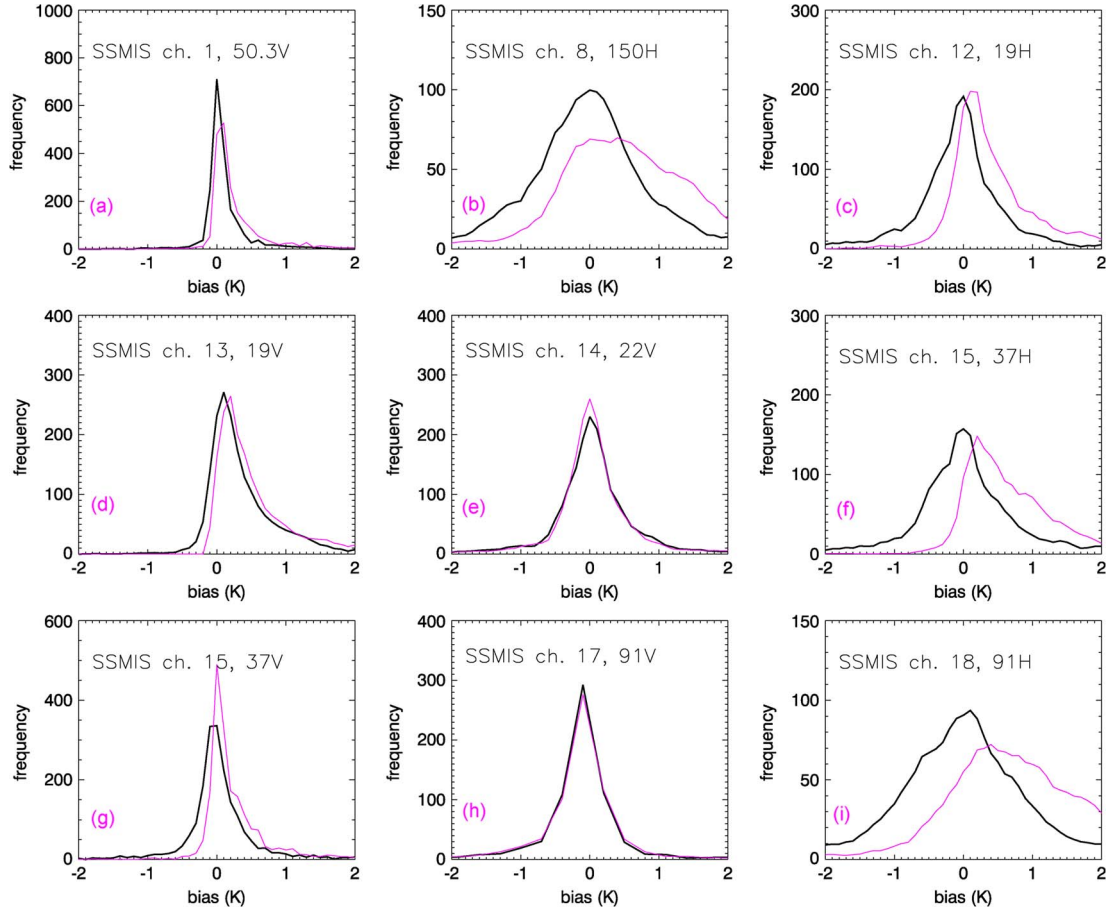 1000
800
600
400
200
0
frequency
SSMIS ch. 1, 50.3V
(a)
-2 -1 0 1 2
bias (K)
150
100
50
0
frequency
SSMIS ch. 8, 150H
(b)
-2 -1 0 1 2
bias (K)
300
200
100
0
frequency
SSMIS ch. 12, 19H
(c)
-2 -1 0 1 2
bias (K)
400
300
200
100
0
frequency
SSMIS ch. 13, 19V
(d)
-2 -1 0 1 2
bias (K)
400
300
200
100
0
frequency
SSMIS ch. 14, 22V
(e)
-2 -1 0 1 2
bias (K)
300
200
100
0
frequency
SSMIS ch. 15, 37H
(f)
-2 -1 0 1 2
bias (K)
600
400
200
0
frequency
SSMIS ch. 15, 37V
(g)
-2 -1 0 1 2
bias (K)
400
300
200
100
0
frequency
SSMIS ch. 17, 91V
(h)
-2 -1 0 1 2
bias (K)
150
100
50
0
frequency
SSMIS ch. 18, 91H
(i)
-2 -1 0 1 2
bias (K)